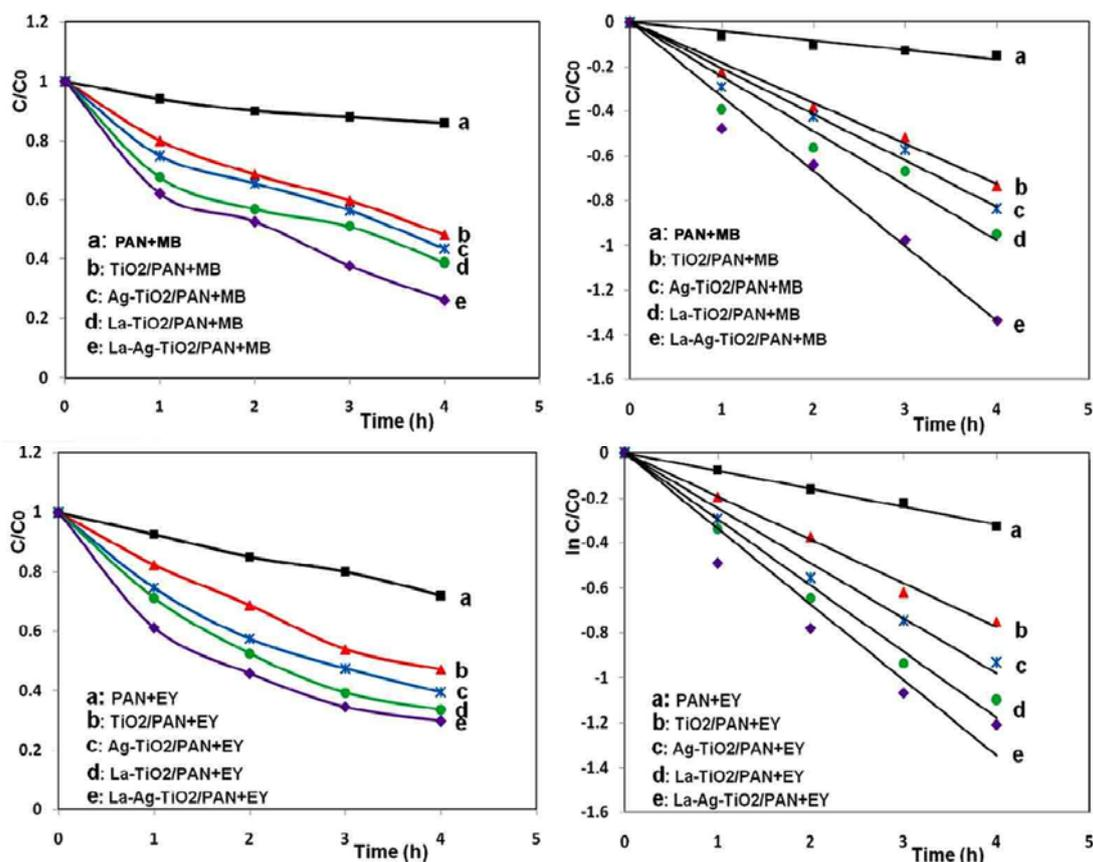 1.2
1
0.8
0.6
0.4
0.2
0
C/C0
a
b
c
d
e
a: PAN+MB
b: TiO2/PAN+MB
c: Ag-TiO2/PAN+MB
d: La-TiO2/PAN+MB
e: La-Ag-TiO2/PAN+MB
0 1 2 3 4 5
Time (h)
0
-0.2
-0.4
-0.6
-0.8
-1
-1.2
-1.4
-1.6
ln C/C0
a
b
c
d
e
a: PAN+MB
b: TiO2/PAN+MB
c: Ag-TiO2/PAN+MB
d: La-TiO2/PAN+MB
e: La-Ag-TiO2/PAN+MB
0 1 2 3 4 5
Time (h)
1.2
1
0.8
0.6
0.4
0.2
0
C/C0
a
b
c
d
e
a: PAN+EY
b: TiO2/PAN+EY
c: Ag-TiO2/PAN+EY
d: La-TiO2/PAN+EY
e: La-Ag-TiO2/PAN+EY
0 1 2 3 4 5
Time (h)
0
-0.2
-0.4
-0.6
-0.8
-1
-1.2
-1.4
-1.6
ln C/C0
a
b
c
d
e
a: PAN+EY
b: TiO2/PAN+EY
c: Ag-TiO2/PAN+EY
d: La-TiO2/PAN+EY
e: La-Ag-TiO2/PAN+EY
0 1 2 3 4 5
Time (h)